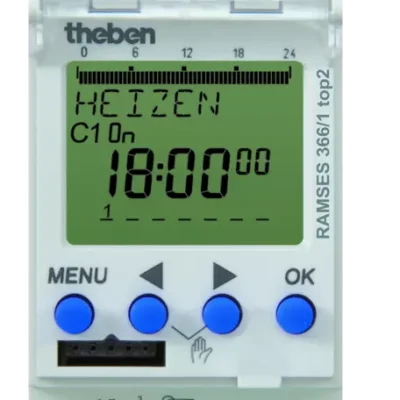 theben
0 6 12 18 24
HEIZEN
C1 On
18:00 00
1
RAMSES 366/1 top2
MENU ◀ ▶ OK